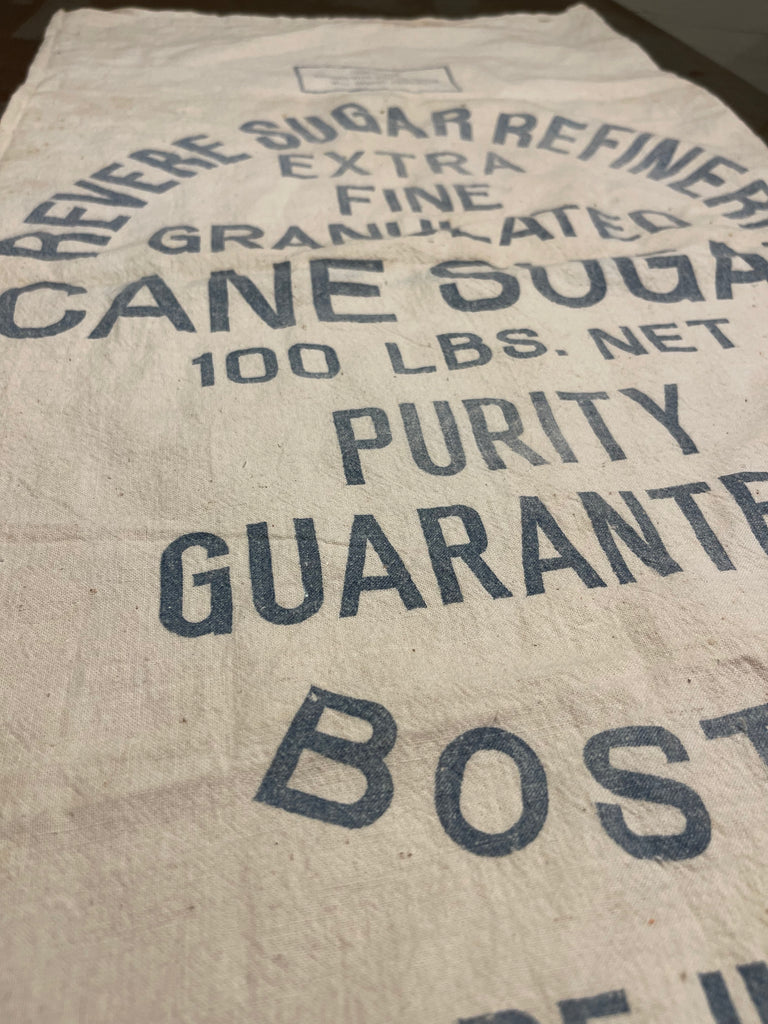 REVERE SUGAR REFINERY
EXTRA
FINE
GRANULATED
CANE SUGA
100 LBS. NET
PURITY
GUARANTE
BOST